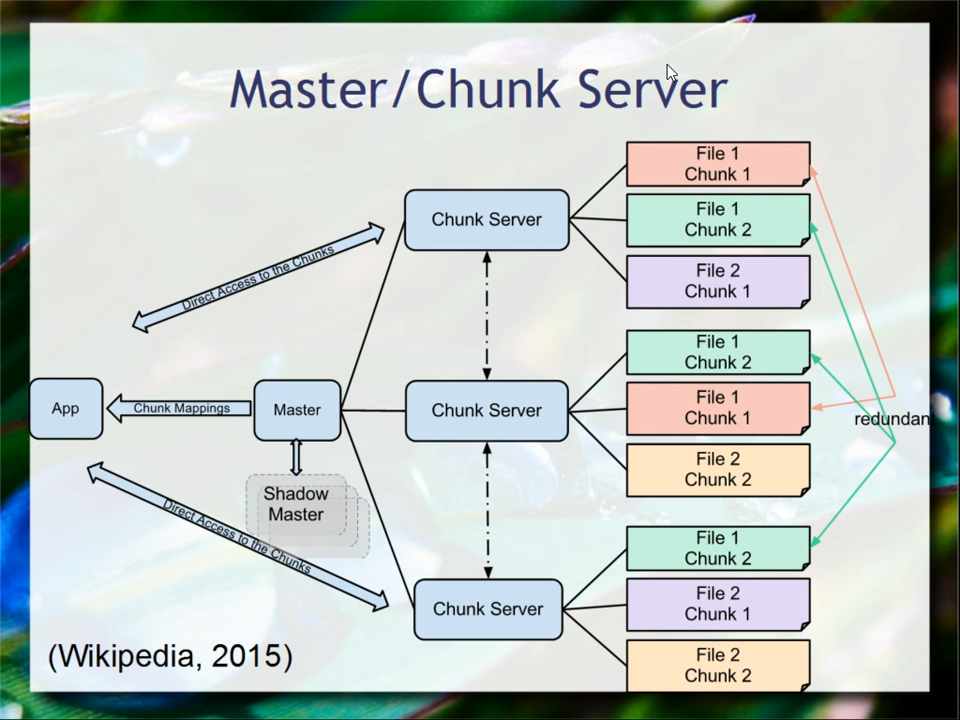 Master/Chunk Server
File 1
Chunk 1
Chunk Server
File 1
Chunk 2
Direct Access to the Chunks
File 2
Chunk 1
File 1
Chunk 2
App
Chunk Mappings
Master
Chunk Server
File 1
Chunk 1
redundant
File 2
Chunk 2
Shadow
Master
Direct Access to the Chunks
File 1
Chunk 2
Chunk Server
File 2
Chunk 1
(Wikipedia, 2015)
File 2
Chunk 2